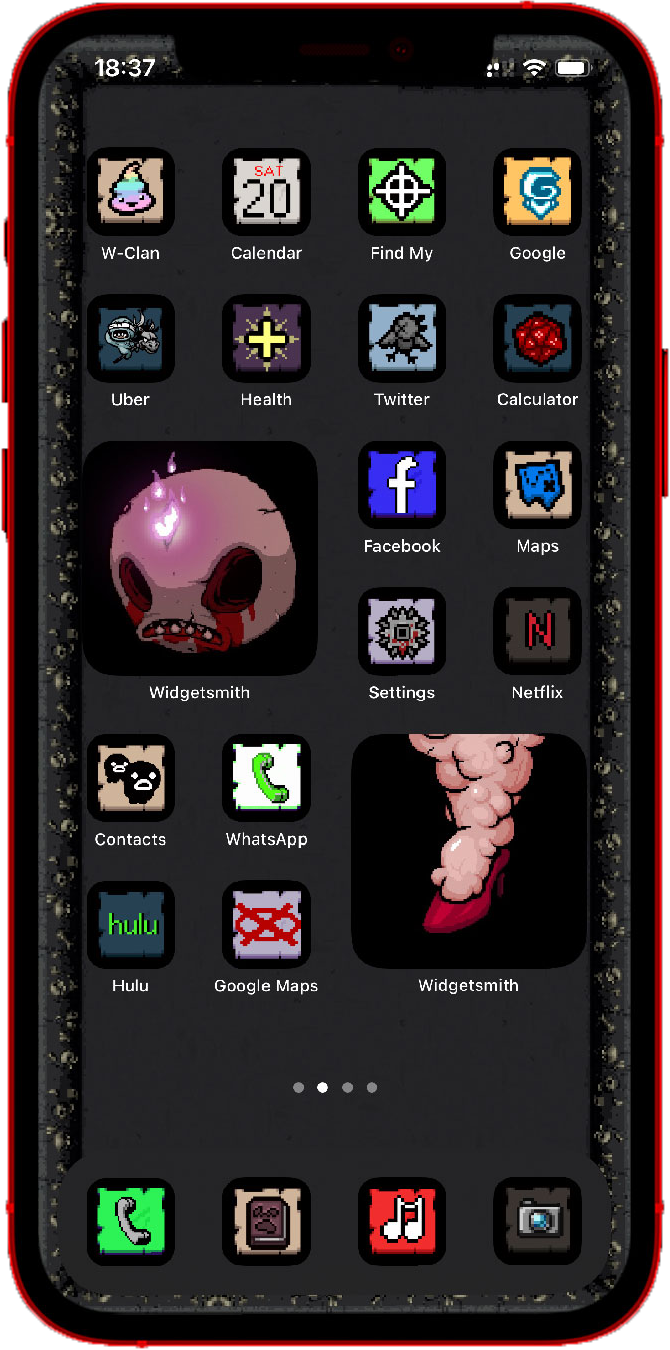 18:37
SAT
20
W-Clan
Calendar
Find My
Google
Uber
Health
Twitter
Calculator
Widgetsmith
f
Facebook
Maps
Settings
N
Netflix
Contacts
WhatsApp
hulu
Hulu
Google Maps
Widgetsmith